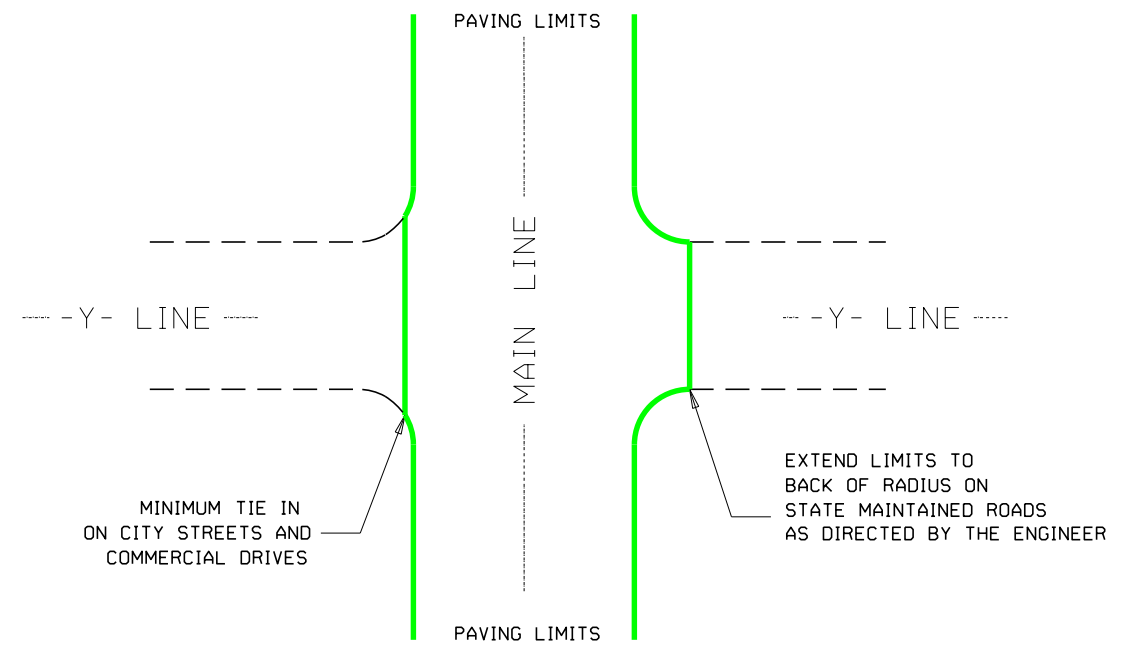 PAVING LIMITS
MAIN LINE
-Y- LINE
-Y- LINE
EXTEND LIMITS TO
BACK OF RADIUS ON
STATE MAINTAINED ROADS
AS DIRECTED BY THE ENGINEER
MINIMUM TIE IN
ON CITY STREETS AND
COMMERCIAL DRIVES
PAVING LIMITS